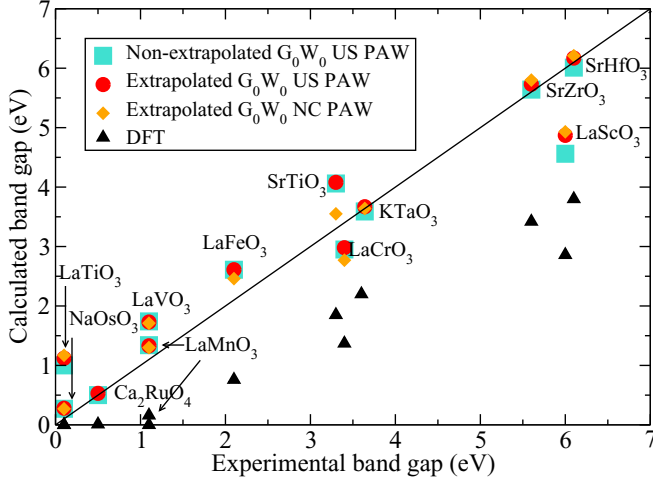 7
6
5
4
3
2
1
0
Calculated band gap (eV)
Non-extrapolated G₀W₀ US PAW
Extrapolated G₀W₀ US PAW
Extrapolated G₀W₀ NC PAW
DFT
SrHfO₃
SrZrO₃
LaScO₃
SrTiO₃
KTaO₃
LaFeO₃
LaCrO₃
LaTiO₃
LaVO₃
NaOsO₃
LaMnO₃
Ca₂RuO₄
0 1 2 3 4 5 6 7
Experimental band gap (eV)